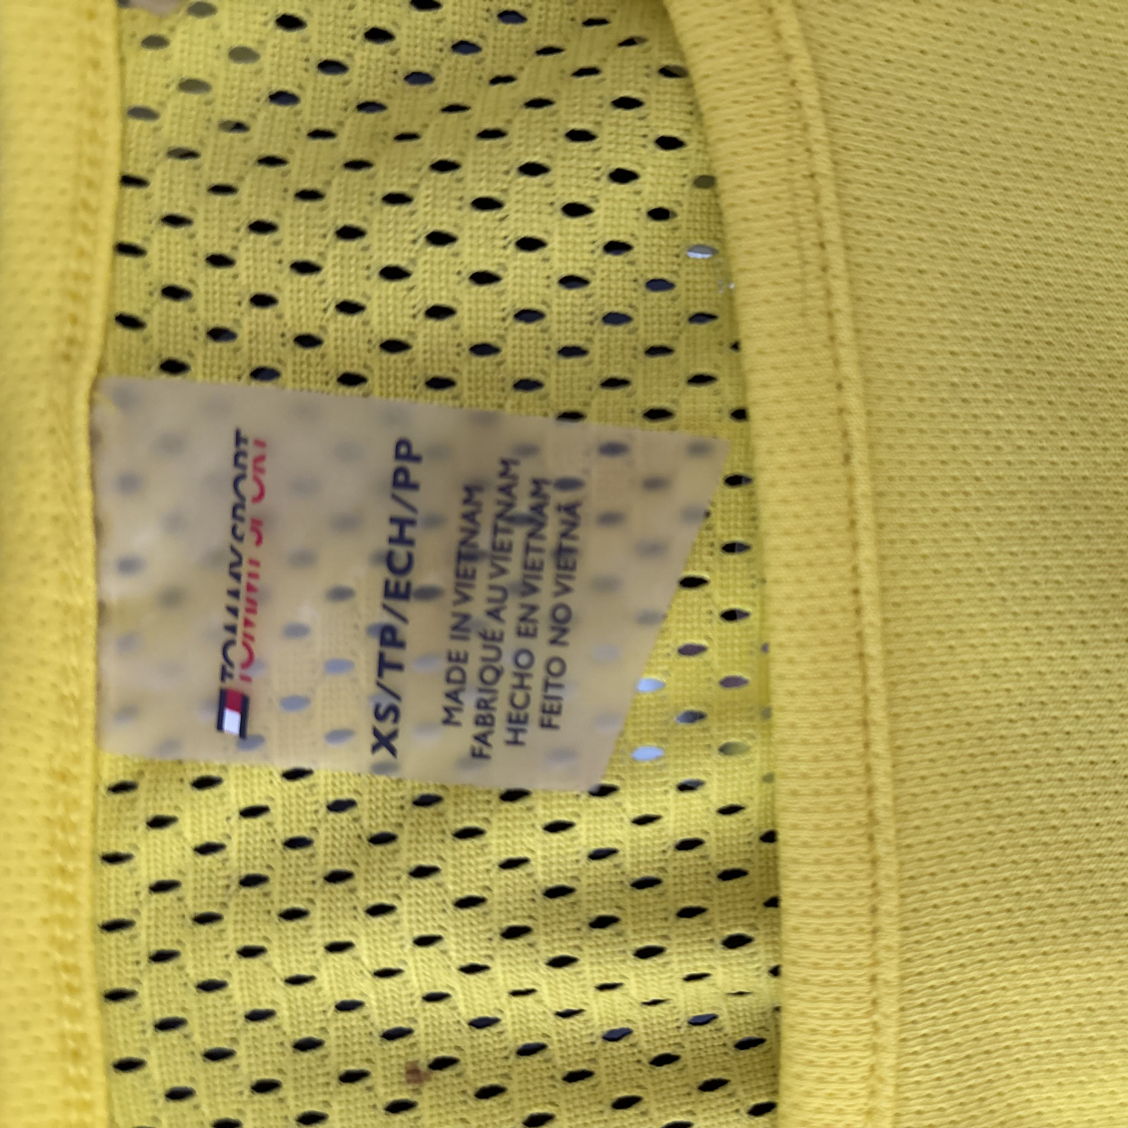 TOMMY SPORT
XS/TP/ECH/PP
MADE IN VIETNAM
FABRIQUÉ AU VIETNAM
HECHO EN VIETNAM
FEITO NO VIETNÃ